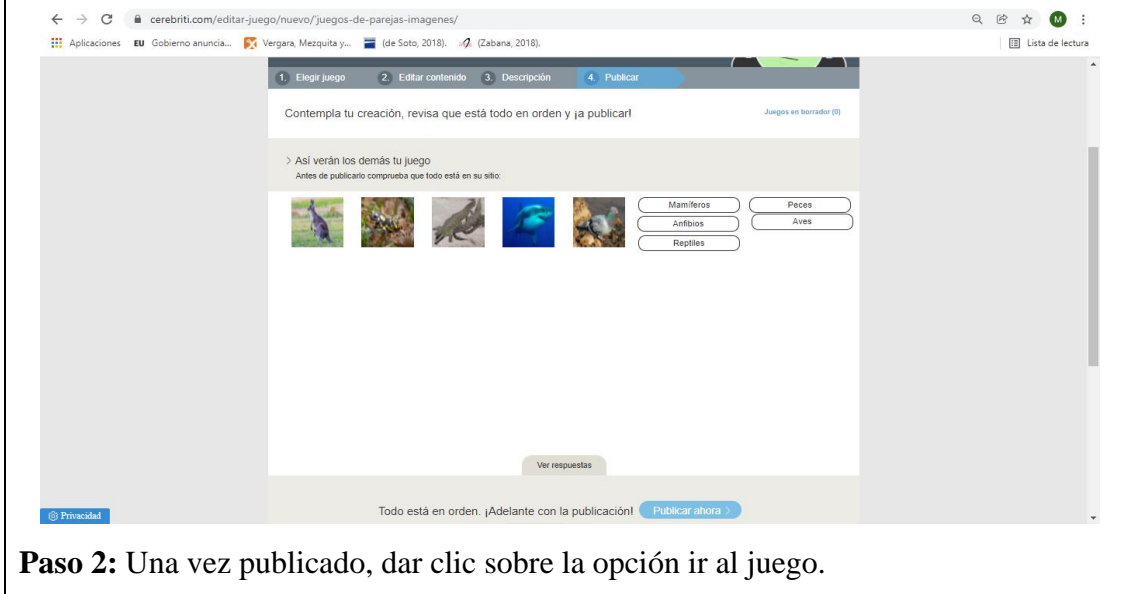 cerebriti.com/editar-juego/nuevo/'juegos-de-parejas-imagenes/
M
Aplicaciones EU Gobierno anuncia... Vergara, Mezquita y... (de Soto, 2018). (Zabana, 2018). Lista de lectura
1. Elegir juego 2. Editar contenido 3. Descripción 4. Publicar
Contempla tu creación, revisa que está todo en orden y ¡a publicar! Juegos en borrador (0)
> Así verán los demás tu juego
Antes de publicarlo comprueba que todo está en su sitio:
Mamíferos Peces
Anfibios Aves
Reptiles
Ver respuestas
Todo está en orden. ¡Adelante con la publicación! Publicar ahora >
Privacidad
Paso 2: Una vez publicado, dar clic sobre la opción ir al juego.